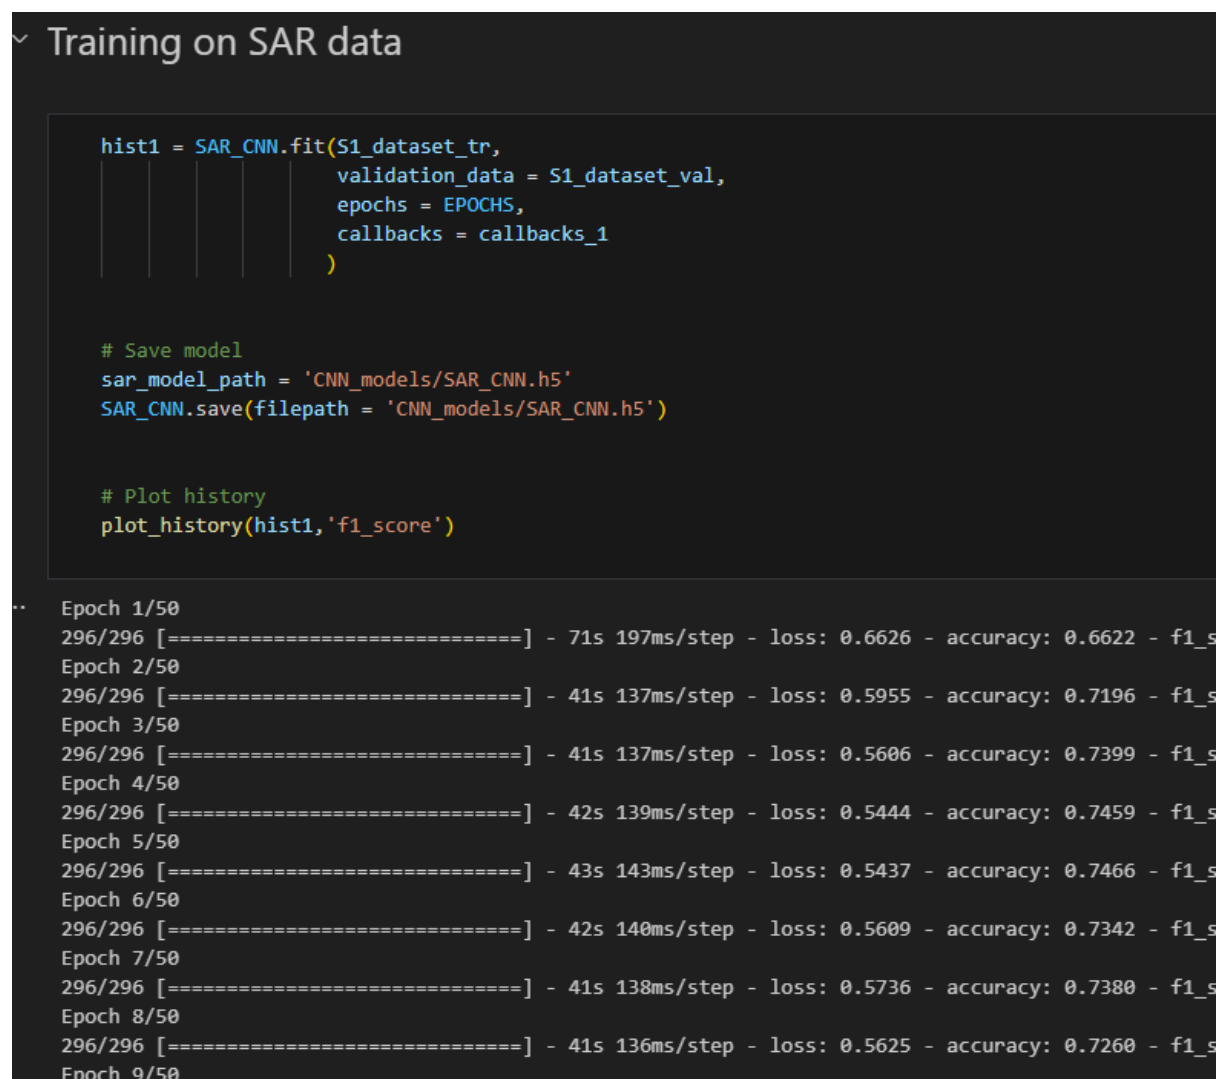 Training on SAR data
hist1 = SAR_CNN.fit(S1_dataset_tr,
validation_data = S1_dataset_val,
epochs = EPOCHS,
callbacks = callbacks_1
)
# Save model
sar_model_path = 'CNN_models/SAR_CNN.h5'
SAR_CNN.save(filepath = 'CNN_models/SAR_CNN.h5')
# Plot history
plot_history(hist1,'f1_score')
Epoch 1/50
296/296 [==============================] - 71s 197ms/step - loss: 0.6626 - accuracy: 0.6622 - f1_s
Epoch 2/50
296/296 [==============================] - 41s 137ms/step - loss: 0.5955 - accuracy: 0.7196 - f1_s
Epoch 3/50
296/296 [==============================] - 41s 137ms/step - loss: 0.5606 - accuracy: 0.7399 - f1_s
Epoch 4/50
296/296 [==============================] - 42s 139ms/step - loss: 0.5444 - accuracy: 0.7459 - f1_s
Epoch 5/50
296/296 [==============================] - 43s 143ms/step - loss: 0.5437 - accuracy: 0.7466 - f1_s
Epoch 6/50
296/296 [==============================] - 42s 140ms/step - loss: 0.5609 - accuracy: 0.7342 - f1_s
Epoch 7/50
296/296 [==============================] - 41s 138ms/step - loss: 0.5736 - accuracy: 0.7380 - f1_s
Epoch 8/50
296/296 [==============================] - 41s 136ms/step - loss: 0.5625 - accuracy: 0.7260 - f1_s
Epoch 9/50